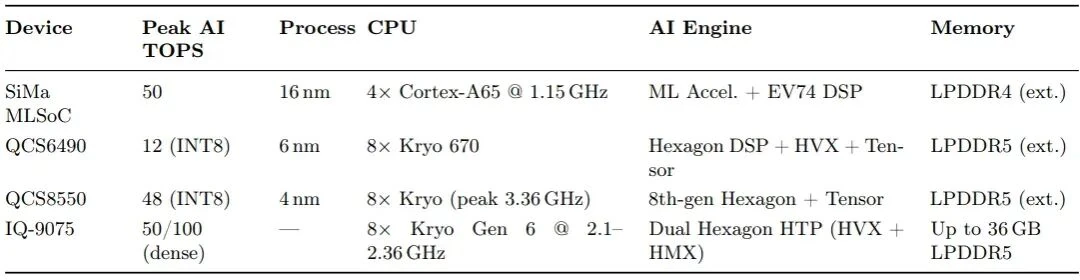 Device Peak AI TOPS Process CPU AI Engine Memory
SiMa MLSoC 50 16 nm 4× Cortex-A65 @ 1.15 GHz ML Accel. + EV74 DSP LPDDR4 (ext.)
QCS6490 12 (INT8) 6 nm 8× Kryo 670 Hexagon DSP + HVX + Ten-sor LPDDR5 (ext.)
QCS8550 48 (INT8) 4 nm 8× Kryo (peak 3.36 GHz) 8th-gen Hexagon + Tensor LPDDR5 (ext.)
IQ-9075 50/100 (dense) — 8× Kryo Gen 6 @ 2.1–2.36 GHz Dual Hexagon HTP (HVX + HMX) Up to 36 GB LPDDR5